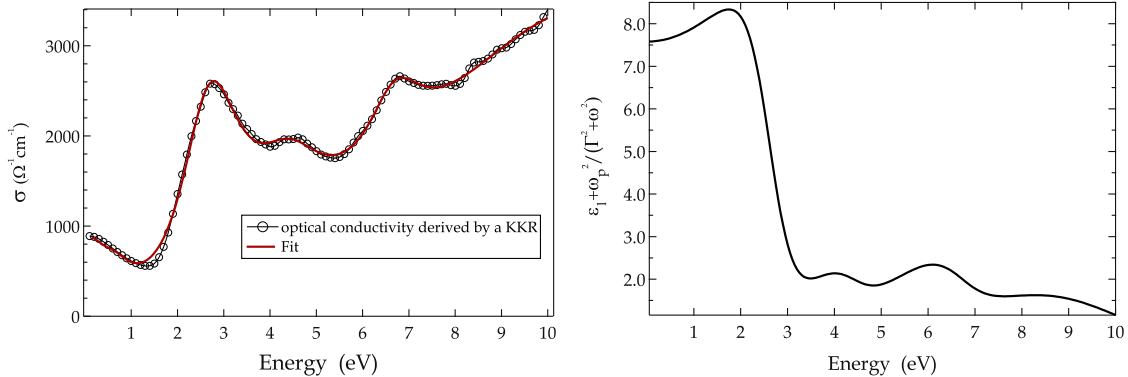 3000
2000
1000
0
σ (Ω⁻¹cm⁻¹)
optical conductivity derived by a KKR
Fit
1 2 3 4 5 6 7 8 9 10
Energy (eV)
8.0
7.0
6.0
5.0
4.0
3.0
2.0
ε₁+ωₚ²/(Γ²+ω²)
0 1 2 3 4 5 6 7 8 9 10
Energy (eV)